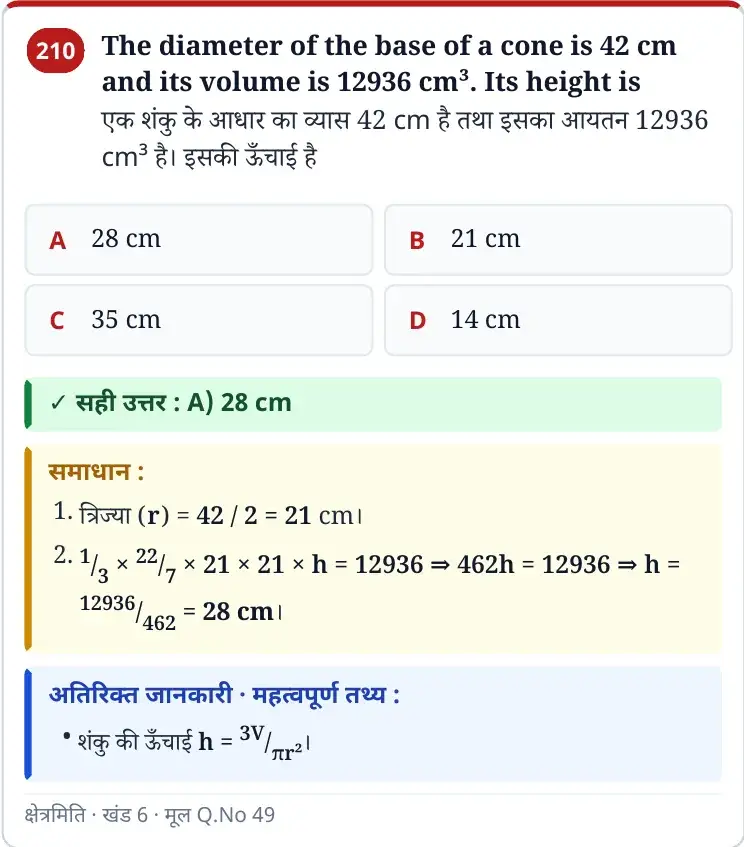 210 The diameter of the base of a cone is 42 cm
and its volume is 12936 cm³. Its height is
एक शंकु के आधार का व्यास 42 cm है तथा इसका आयतन 12936
cm³ है। इसकी ऊँचाई है
A 28 cm
B 21 cm
C 35 cm
D 14 cm
✓ सही उत्तर : A) 28 cm
समाधान :
1. त्रिज्या (r) = 42 / 2 = 21 cm।
2. ¹/₃ × ²²/₇ × 21 × 21 × h = 12936 ⇒ 462h = 12936 ⇒ h =
¹²⁹³⁶/₄₆₂ = 28 cm।
अतिरिक्त जानकारी · महत्वपूर्ण तथ्य :
• शंकु की ऊँचाई h = 3V/πr²।
क्षेत्रमिति · खंड 6 · मूल Q.No 49